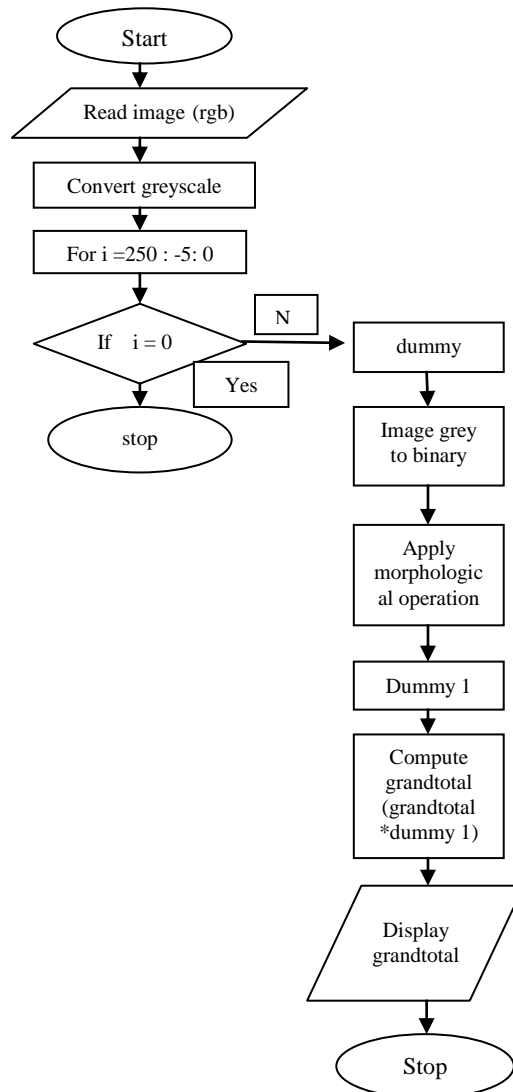 Start
Read image (rgb)
Convert greyscale
For i =250 : -5: 0
If i = 0
N
Yes
stop
dummy
Image grey
to binary
Apply
morphologic
al operation
Dummy 1
Compute
grandtotal
(grandtotal
*dummy 1)
Display
grandtotal
Stop